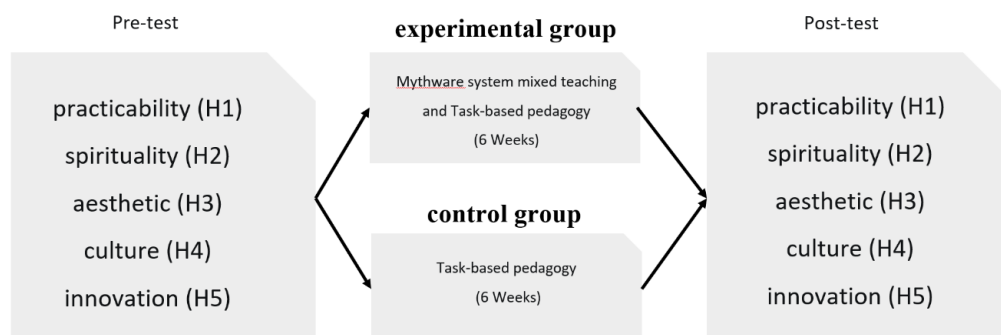 Pre-test
practicability (H1)
spirituality (H2)
aesthetic (H3)
culture (H4)
innovation (H5)
experimental group
Mythware system mixed teaching
and Task-based pedagogy
(6 Weeks)
control group
Task-based pedagogy
(6 Weeks)
Post-test
practicability (H1)
spirituality (H2)
aesthetic (H3)
culture (H4)
innovation (H5)